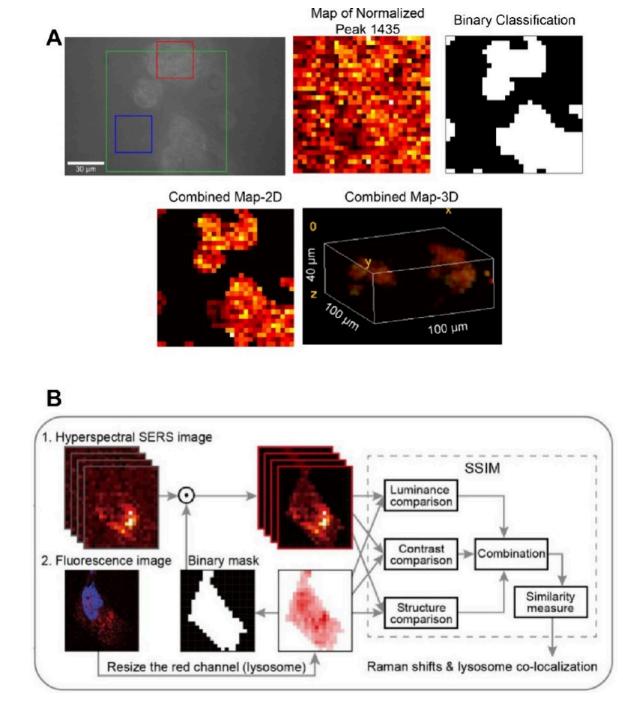 A
Map of Normalized
Peak 1435
Binary Classification
30 µm
Combined Map-2D
Combined Map-3D
x
0
y
40 µm
z
100 µm
100 µm
B
1. Hyperspectral SERS image
SSIM
Luminance
comparison
2. Fluorescence image
Binary mask
Contrast
comparison
Combination
Structure
comparison
Similarity
measure
Resize the red channel (lysosome)
Raman shifts & lysosome co-localization